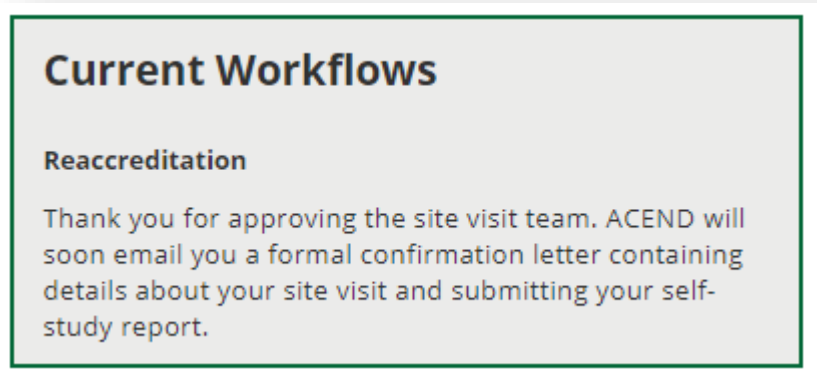 Current Workflows
Reaccreditation
Thank you for approving the site visit team. ACEND will
soon email you a formal confirmation letter containing
details about your site visit and submitting your self-
study report.